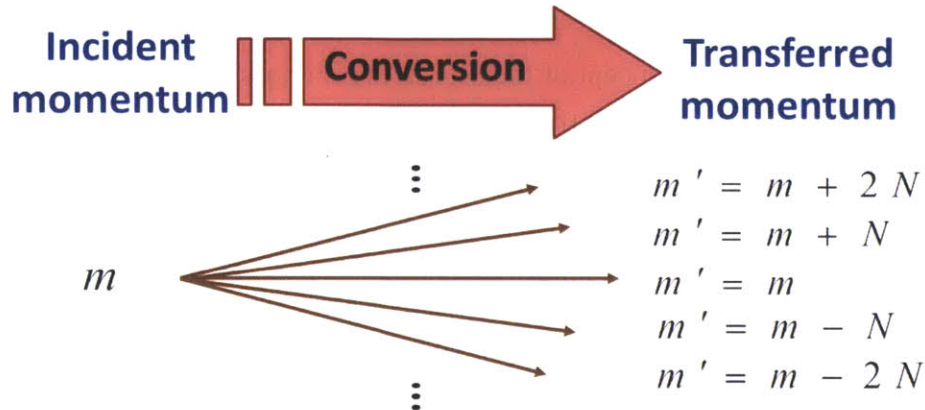 Incident momentum
Conversion
Transferred momentum
⋮
m ' = m + 2 N
m ' = m + N
m
m ' = m
m ' = m − N
m ' = m − 2 N
⋮